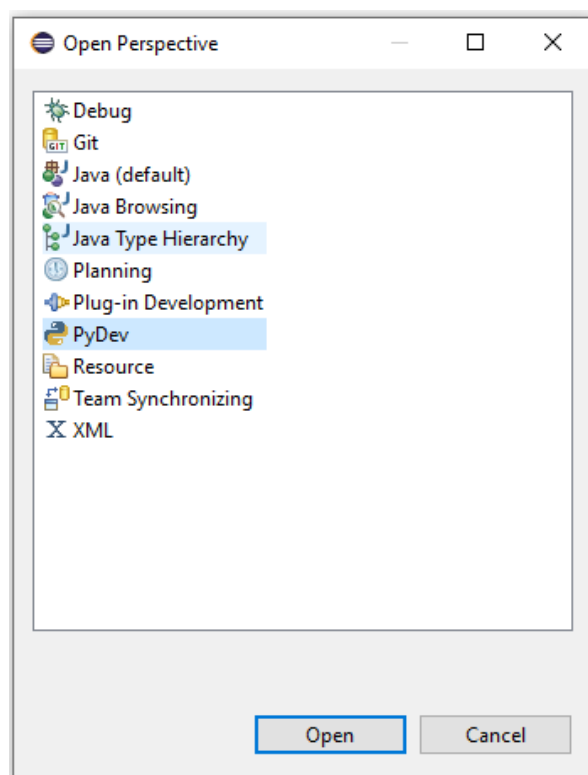 Open Perspective
Debug
GIT Git
Java (default)
Java Browsing
Java Type Hierarchy
Planning
Plug-in Development
PyDev
Resource
Team Synchronizing
X XML
Open Cancel